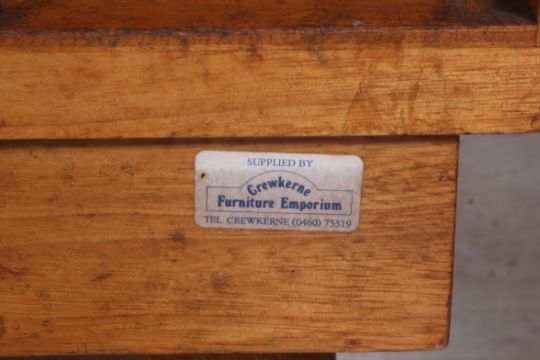 SUPPLIED BY
Crewkerne
Furniture Emporium
TEL. CREWKERNE (0460) 75319